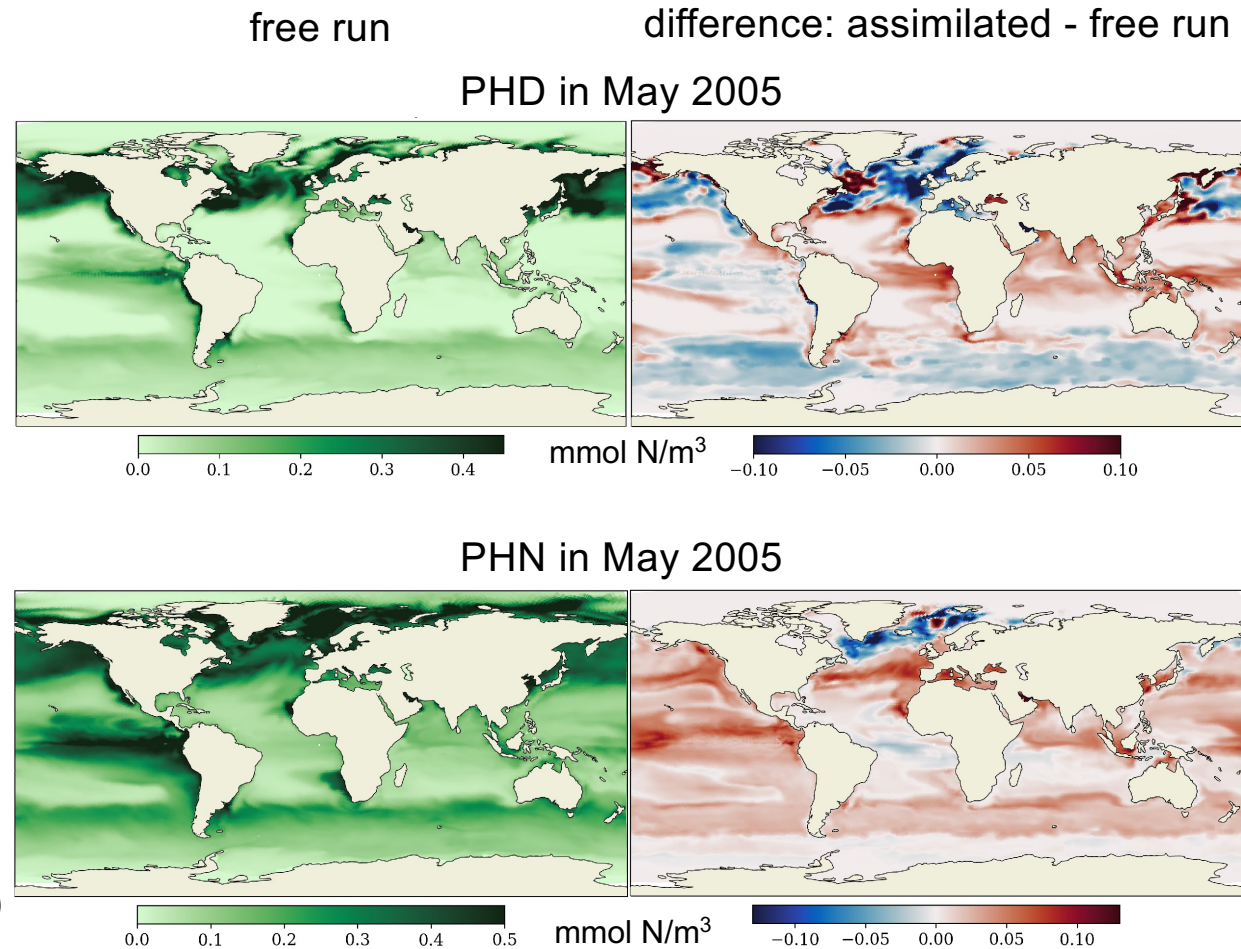 free run
difference: assimilated - free run
PHD in May 2005
0.0 0.1 0.2 0.3 0.4
mmol N/m³
−0.10 −0.05 0.00 0.05 0.10
PHN in May 2005
0.0 0.1 0.2 0.3 0.4 0.5
mmol N/m³
−0.10 −0.05 0.00 0.05 0.10
)